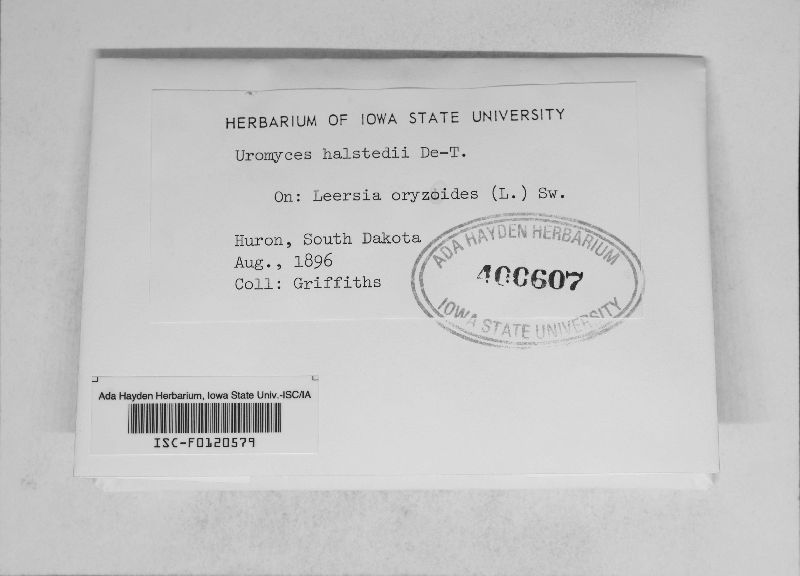 HERBARIUM OF IOWA STATE UNIVERSITY
Uromyces halstedii De-T.
On: Leersia oryzoides (L.) Sw.
Huron, South Dakota
Aug., 1896
Coll: Griffiths
ADA HAYDEN HERBARIUM
400607
IOWA STATE UNIVERSITY
Ada Hayden Herbarium, Iowa State Univ.-ISC/IA
ISC-F0120579